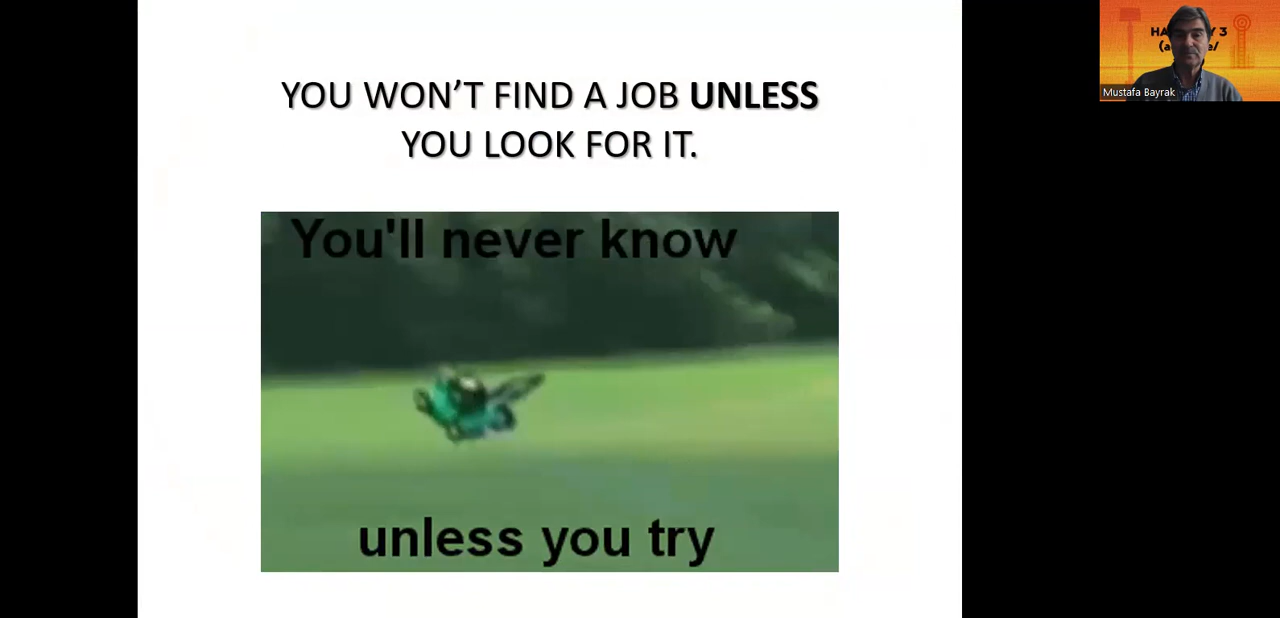 YOU WON'T FIND A JOB UNLESS
YOU LOOK FOR IT.
You'll never know
unless you try
Mustafa Bayrak